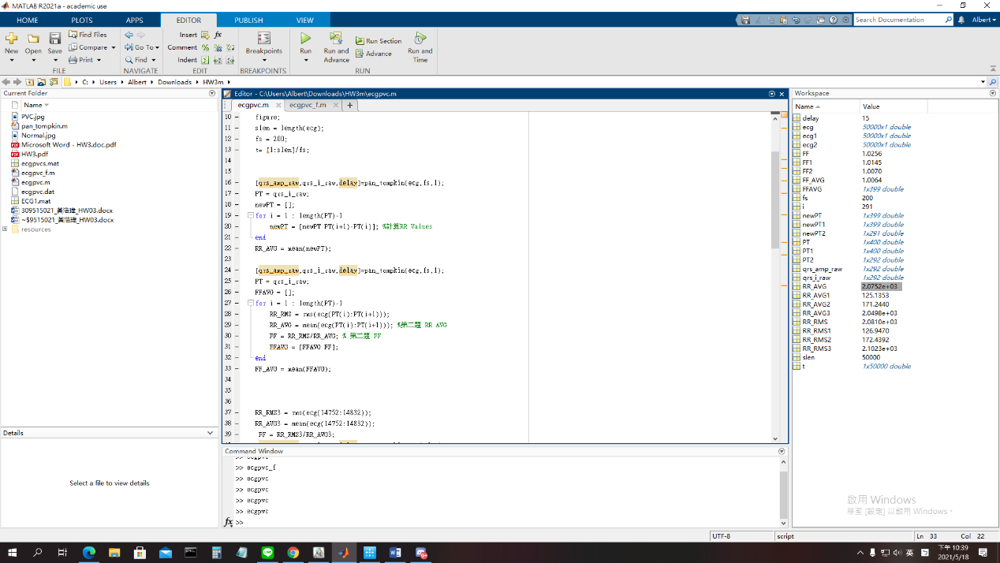 MATLAB R2021a - academic use
HOME PLOTS APPS EDITOR PUBLISH VIEW
Search Documentation
Albert
New Open Save
Find Files
Compare
Print
Go To
Find
Insert
Comment
Indent
Breakpoints
Run
Run and Advance
Run Section
Advance
Run and Time
FILE NAVIGATE EDIT BREAKPOINTS RUN
C: Users Albert Downloads HW3m
Current Folder
Name
PVC.jpg
pan_tompkin.m
Normal.jpg
Microsoft Word - HW3.doc.pdf
HW3.pdf
ecgpvcs.mat
ecgpvc_f.m
ecgpvc.m
ecgpvc.dat
ECG1.mat
309515021_黃浩瑋_HW03.docx
~$9515021_黃浩瑋_HW03.docx
resources
Details
Select a file to view details
Editor - C:\Users\Albert\Downloads\HW3m\ecgpvc.m
ecgpvc.m ecgpvc_f.m
10 – figure;
11 – slen = length(ecg);
12 – fs = 200;
13 – t= [1:slen]/fs;
14
15
16 – [qrs_amp_raw,qrs_i_raw,delay]=pan_tompkin(ecg,fs,1);
17 – PT = qrs_i_raw;
18 – newPT = [];
19 – for i = 1 : length(PT)-1
20 – newPT = [newPT PT(i+1)-PT(i)]; %計算RR Values
21 – end
22 – RR_AVG = mean(newPT);
23
24 – [qrs_amp_raw,qrs_i_raw,delay]=pan_tompkin(ecg,fs,1);
25 – PT = qrs_i_raw;
26 – FFAVG = [];
27 – for i = 1 : length(PT)-1
28 – RR_RMS = rms(ecg(PT(i):PT(i+1)));
29 – RR_AVG = mean(ecg(PT(i):PT(i+1))); %第二題 RR AVG
30 – FF = RR_RMS/RR_AVG; % 第二題 FF
31 – FFAVG = [FFAVG FF];
32 – end
33 – FF_AVG = mean(FFAVG);
34
35
36
37 – RR_RMS3 = rms(ecg(14752:14832));
38 – RR_AVG3 = mean(ecg(14752:14832));
39 – FF = RR_RMS3/RR_AVG3;
Command Window
>> ecgpvc
>> ecgpvc_f
>> ecgpvc
>> ecgpvc
>> ecgpvc
>> ecgpvc
fx >>
Workspace
Name Value
delay 15
ecg 50000x1 double
ecg1 50000x1 double
ecg2 50000x1 double
FF 1.0256
FF1 1.0145
FF2 1.0070
FF_AVG 1.0064
FFAVG 1x399 double
fs 200
i 291
newPT 1x399 double
newPT1 1x399 double
newPT2 1x291 double
PT 1x400 double
PT1 1x400 double
PT2 1x292 double
qrs_amp_raw 1x292 double
qrs_i_raw 1x292 double
RR_AVG 2.0752e+03
RR_AVG1 125.1353
RR_AVG2 171.2440
RR_AVG3 2.0498e+03
RR_RMS 2.0810e+03
RR_RMS1 126.9470
RR_RMS2 172.4392
RR_RMS3 2.1023e+03
slen 50000
t 1x50000 double
啟用 Windows
移至 [設定] 以啟用 Windows。
UTF-8 script Ln 33 Col 22
英
下午 10:39
2021/5/18